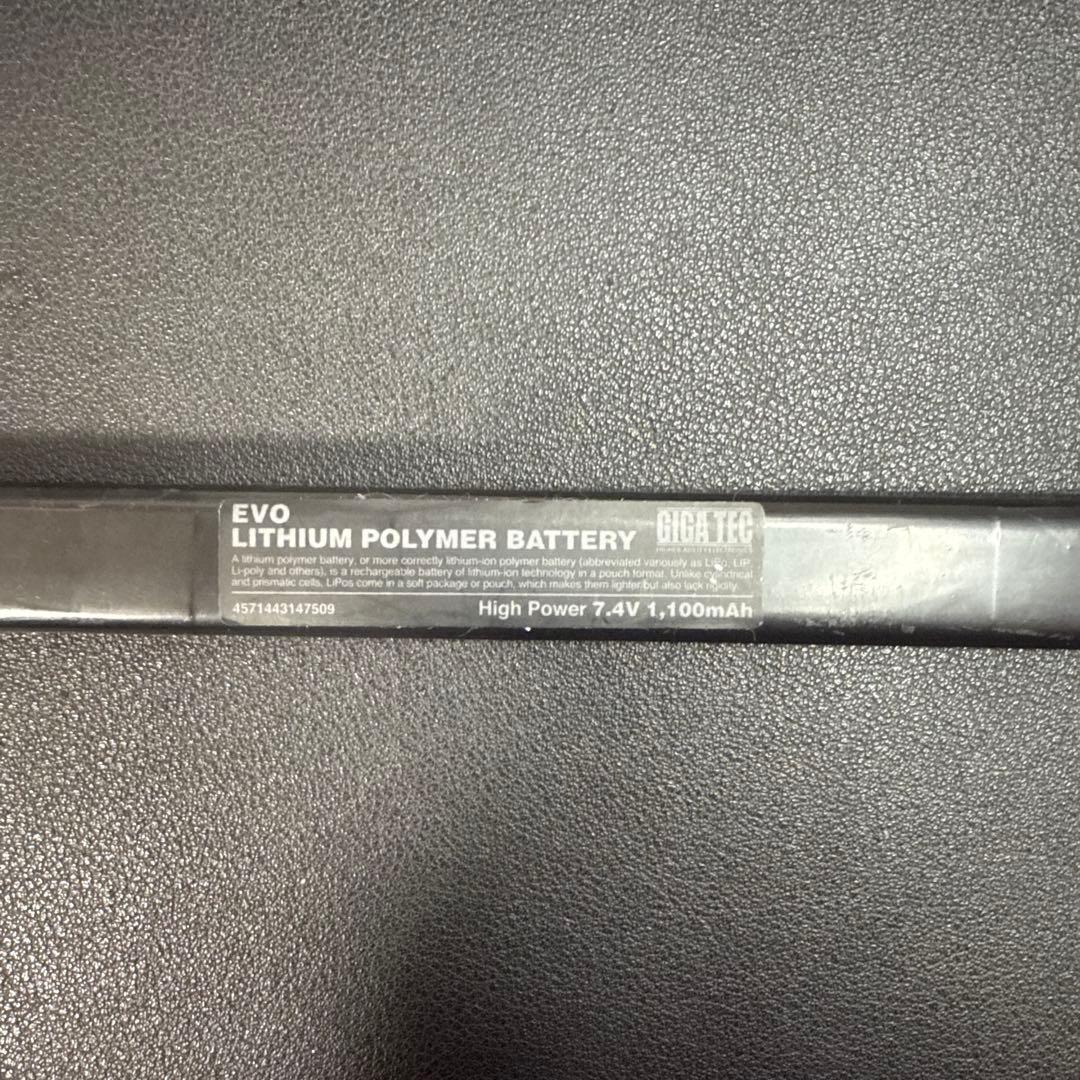 EVO
LITHIUM POLYMER BATTERY
GIGA TEC
A lithium polymer battery, or more correctly lithium-ion polymer battery (abbreviated variously as LiPo, LIP,
Li-poly and others), is a rechargeable battery of lithium-ion technology in a pouch format. Unlike cylindrical
and prismatic cells, LiPos come in a soft package or pouch, which makes them lighter but also lack rigidity.
4571443147509
High Power 7.4V 1,100mAh